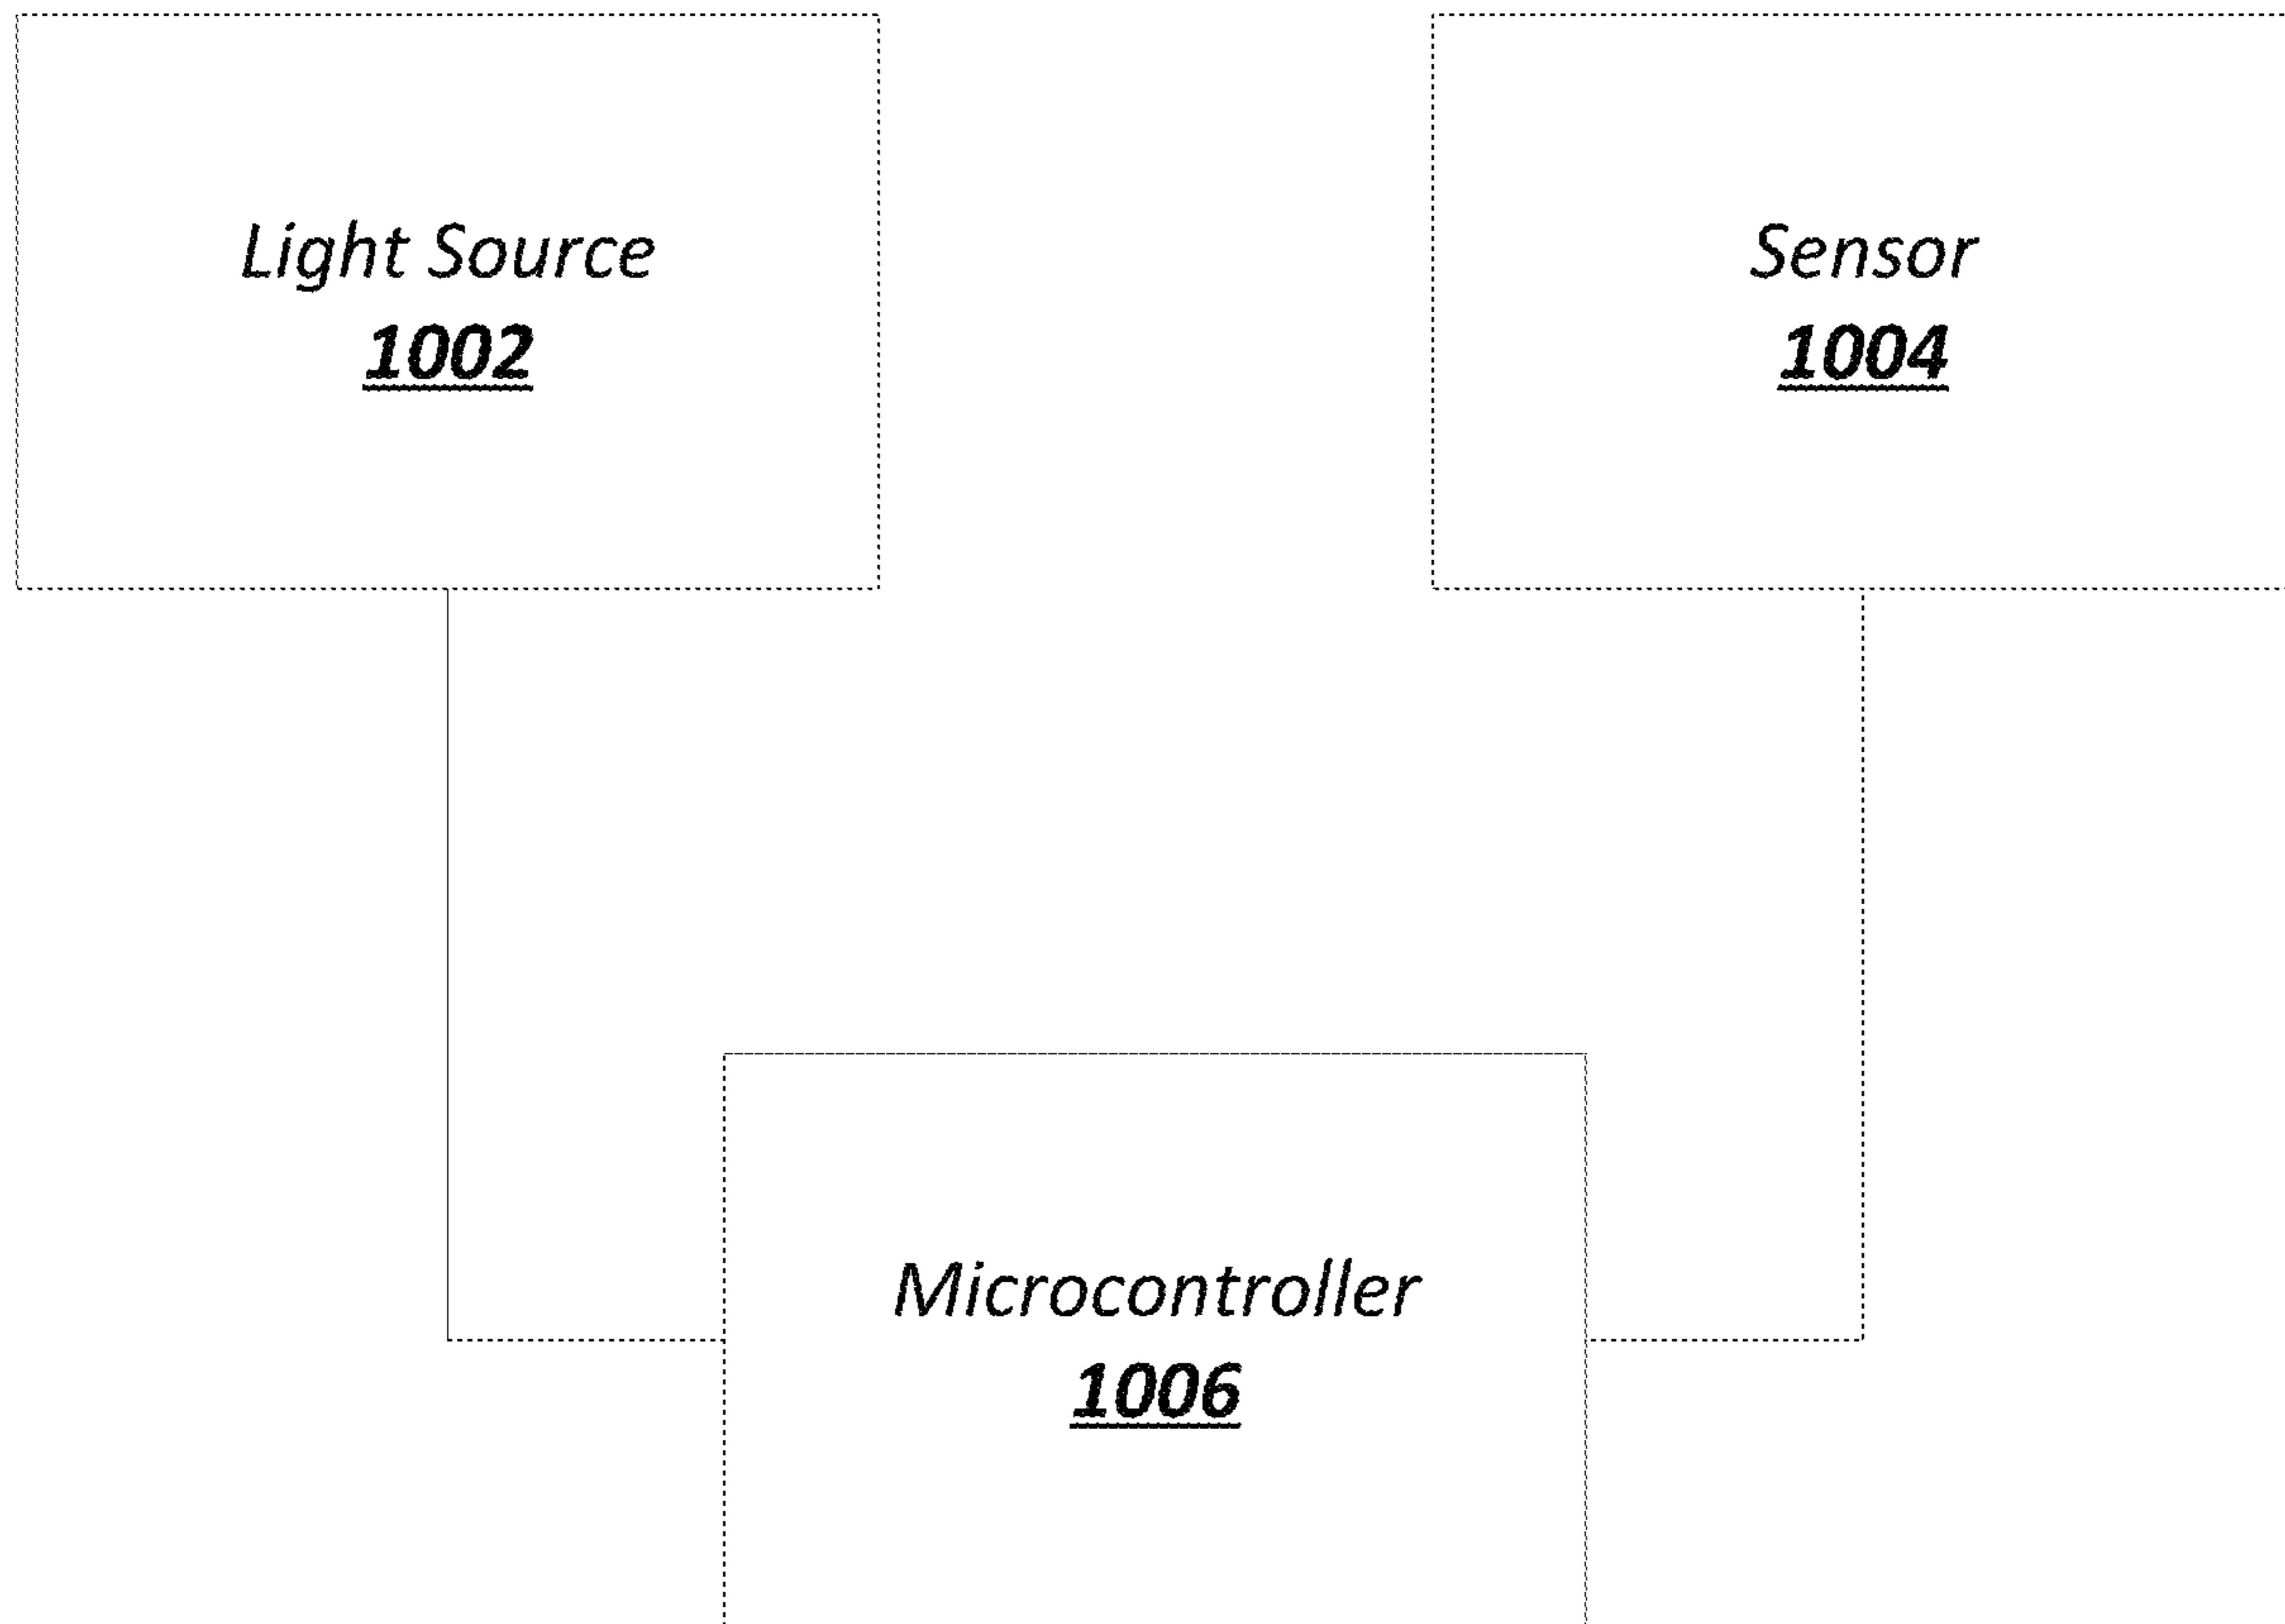 Light Source
1002
Sensor
1004
Microcontroller
1006